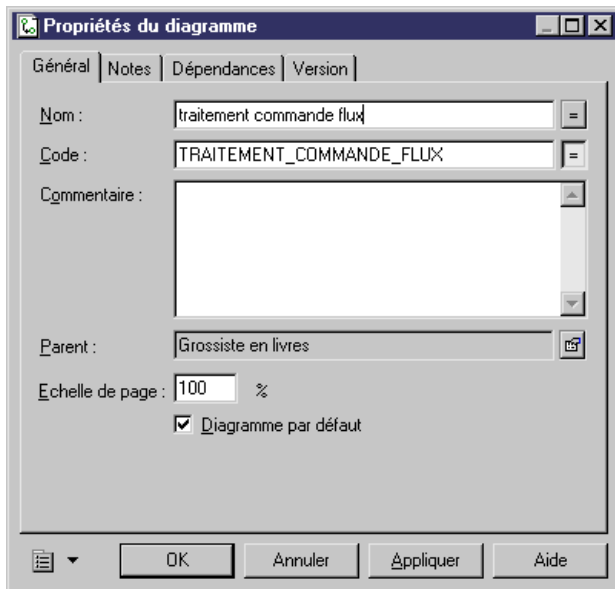 Propriétés du diagramme
Général Notes Dépendances Version
Nom : traitement commande flux =
Code : TRAITEMENT_COMMANDE_FLUX =
Commentaire :
Parent : Grossiste en livres
Echelle de page : 100 %
Diagramme par défaut
OK Annuler Appliquer Aide